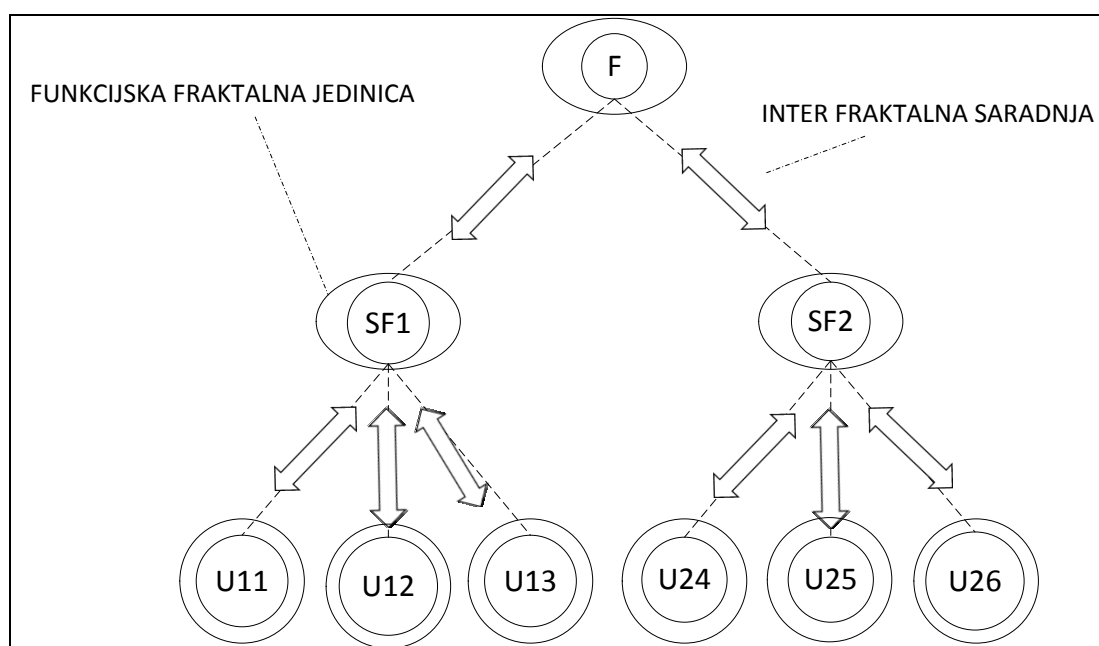 F
FUNKCIJSKA FRAKTALNA JEDINICA
INTER FRAKTALNA SARADNJA
SF1
SF2
U11
U12
U13
U24
U25
U26